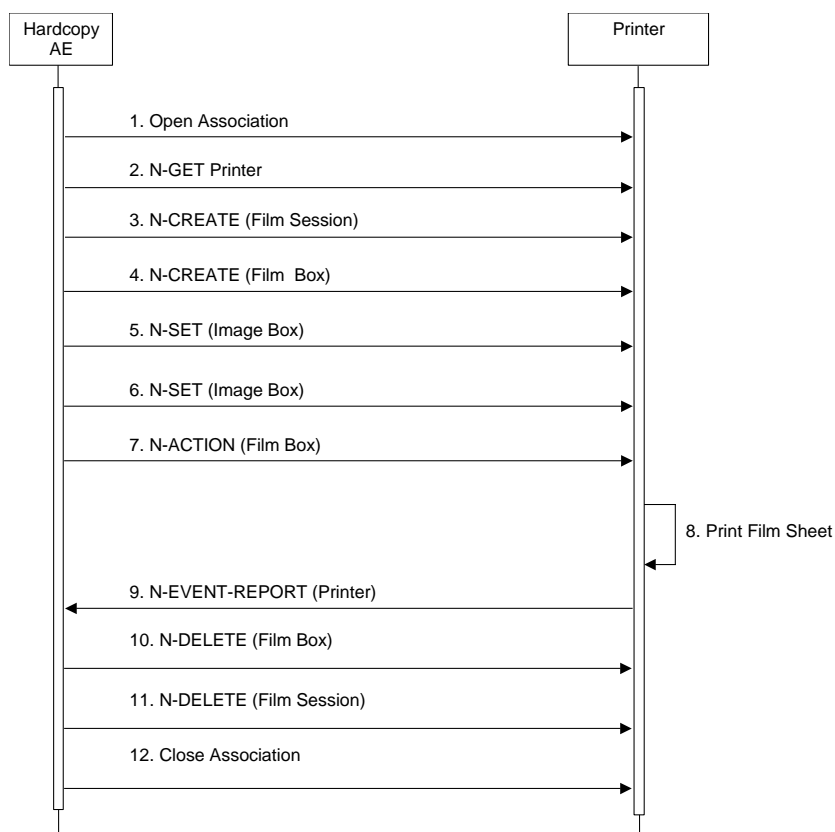 Hardcopy
AE
Printer
1. Open Association
2. N-GET Printer
3. N-CREATE (Film Session)
4. N-CREATE (Film  Box)
5. N-SET (Image Box)
6. N-SET (Image Box)
7. N-ACTION (Film Box)
8. Print Film Sheet
9. N-EVENT-REPORT (Printer)
10. N-DELETE (Film Box)
11. N-DELETE (Film Session)
12. Close Association